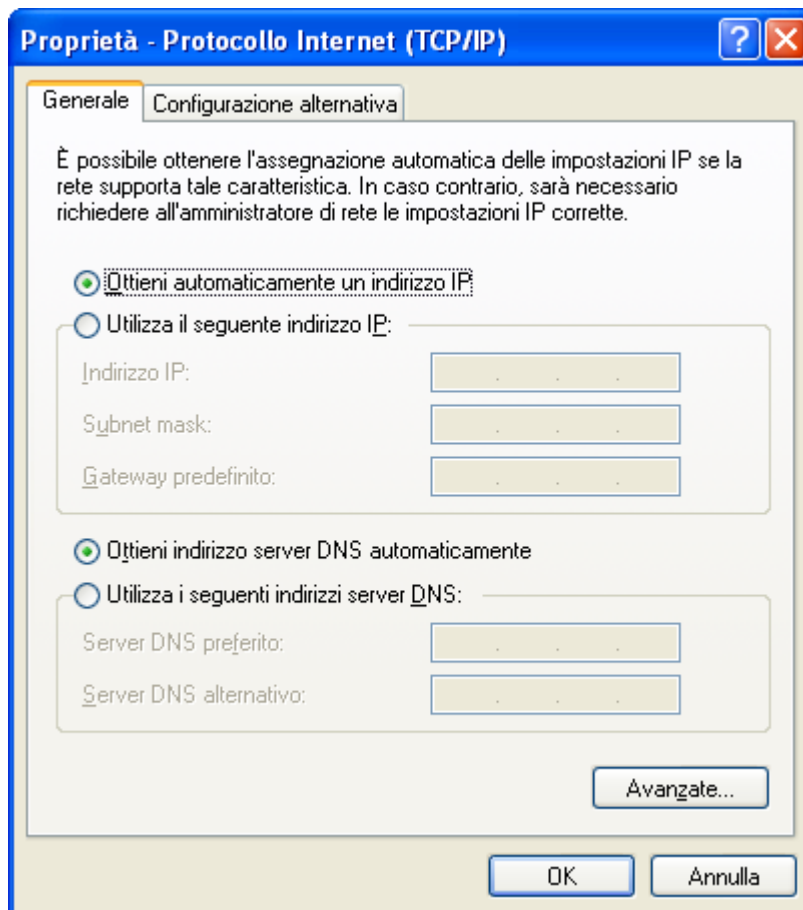 Proprietà - Protocollo Internet (TCP/IP)
Generale
Configurazione alternativa
È possibile ottenere l'assegnazione automatica delle impostazioni IP se la
rete supporta tale caratteristica. In caso contrario, sarà necessario
richiedere all'amministratore di rete le impostazioni IP corrette.
Ottieni automaticamente un indirizzo IP
Utilizza il seguente indirizzo IP:
Indirizzo IP:
Subnet mask:
Gateway predefinito:
Ottieni indirizzo server DNS automaticamente
Utilizza i seguenti indirizzi server DNS:
Server DNS preferito:
Server DNS alternativo:
Avanzate...
OK
Annulla